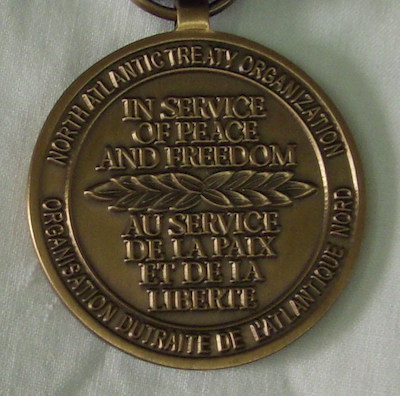 NORTH ATLANTIC TREATY ORGANIZATION
IN SERVICE
OF PEACE
AND FREEDOM
AU SERVICE
DE LA PAIX
ET DE LA
LIBERTE
ORGANISATION DU TRAITE DE L'ATLANTIQUE NORD